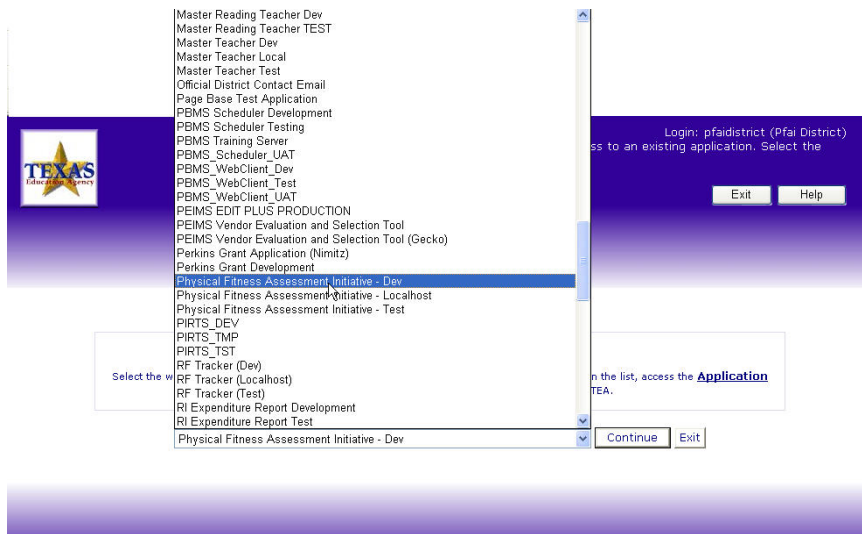 Master Reading Teacher Dev
Master Reading Teacher TEST
Master Teacher Dev
Master Teacher Local
Master Teacher Test
Official District Contact Email
Page Base Test Application
PBMS Scheduler Development
PBMS Scheduler Testing
PBMS Training Server
PBMS_Scheduler_UAT
PBMS_WebClient_Dev
PBMS_WebClient_Test
PBMS_WebClient_UAT
PEIMS EDIT PLUS PRODUCTION
PEIMS Vendor Evaluation and Selection Tool
PEIMS Vendor Evaluation and Selection Tool (Gecko)
Perkins Grant Application (Nimitz)
Perkins Grant Development
Physical Fitness Assessment Initiative - Dev
Physical Fitness Assessment Initiative - Localhost
Physical Fitness Assessment Initiative - Test
PIRTS_DEV
PIRTS_TMP
PIRTS_TST
RF Tracker (Dev)
RF Tracker (Localhost)
RF Tracker (Test)
RI Expenditure Report Development
RI Expenditure Report Test
Physical Fitness Assessment Initiative - Dev
Continue
Exit
TEXAS
Education Agency
Login: pfaidistrict (Pfai District)
ss to an existing application. Select the
Exit
Help
Select the w
n the list, access the Application
TEA.